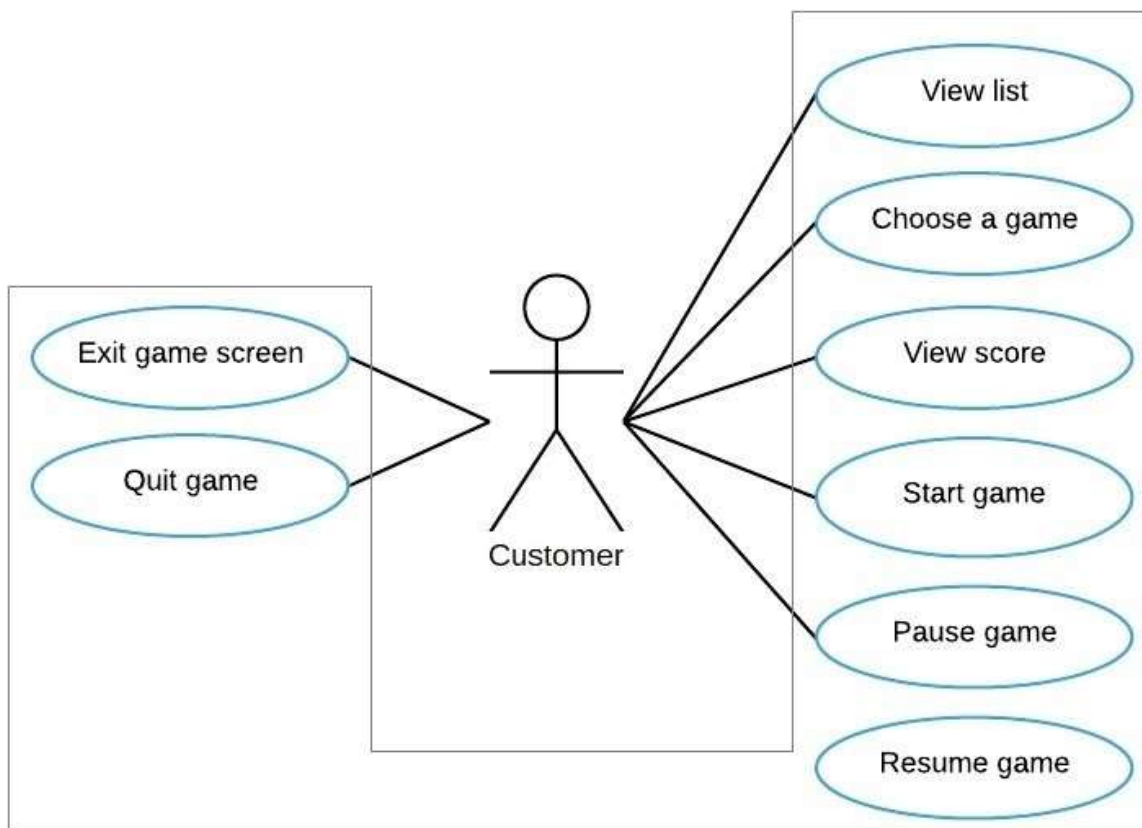 View list
Choose a game
Exit game screen
View score
Quit game
Start game
Customer
Pause game
Resume game